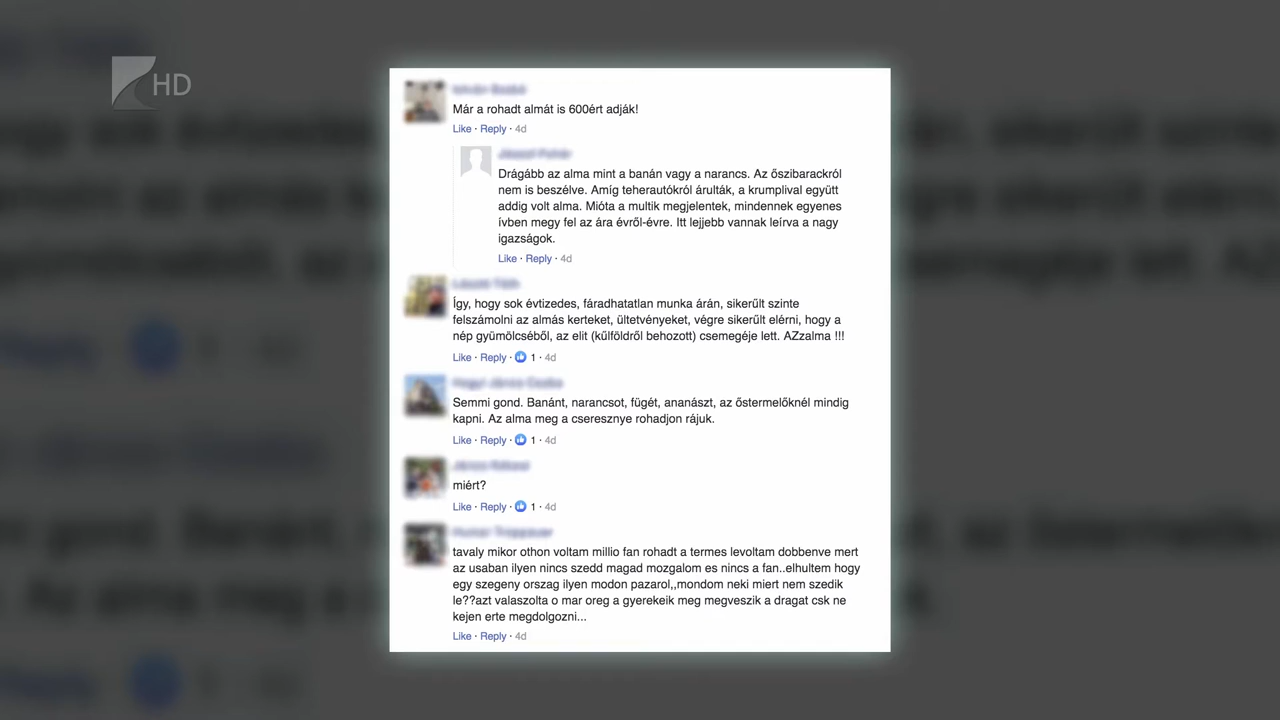 HD
Már a rohadt almát is 600ért adják!
Like · Reply · 4d
Drágább az alma mint a banán vagy a narancs. Az őszibarackról
nem is beszélve. Amíg teherautókról árulták, a krumplival együtt
addig volt alma. Mióta a multik megjelentek, mindennek egyenes
ívben megy fel az ára évről-évre. Itt lejjebb vannak leírva a nagy
igazságok.
Like · Reply · 4d
Így, hogy sok évtizedes, fáradhatatlan munka árán, sikerűlt szinte
felszámolni az almás kerteket, ültetvényeket, végre sikerűlt elérni, hogy a
nép gyümölcséből, az elit (kűlföldről behozott) csemegéje lett. AZzalma !!!
Like · Reply · 1 · 4d
Semmi gond. Banánt, narancsot, fügét, ananászt, az őstermelőknél mindig
kapni. Az alma meg a cseresznye rohadjon rájuk.
Like · Reply · 1 · 4d
miért?
Like · Reply · 1 · 4d
tavaly mikor othon voltam millio fan rohadt a termes levoltam dobbenve mert
az usaban ilyen nincs szedd magad mozgalom es nincs a fan..elhultem hogy
egy szegeny orszag ilyen modon pazarol,,mondom neki miert nem szedik
le??azt valaszolta o mar oreg a gyerekeik meg megveszik a dragat csk ne
kejen erte megdolgozni...
Like · Reply · 4d